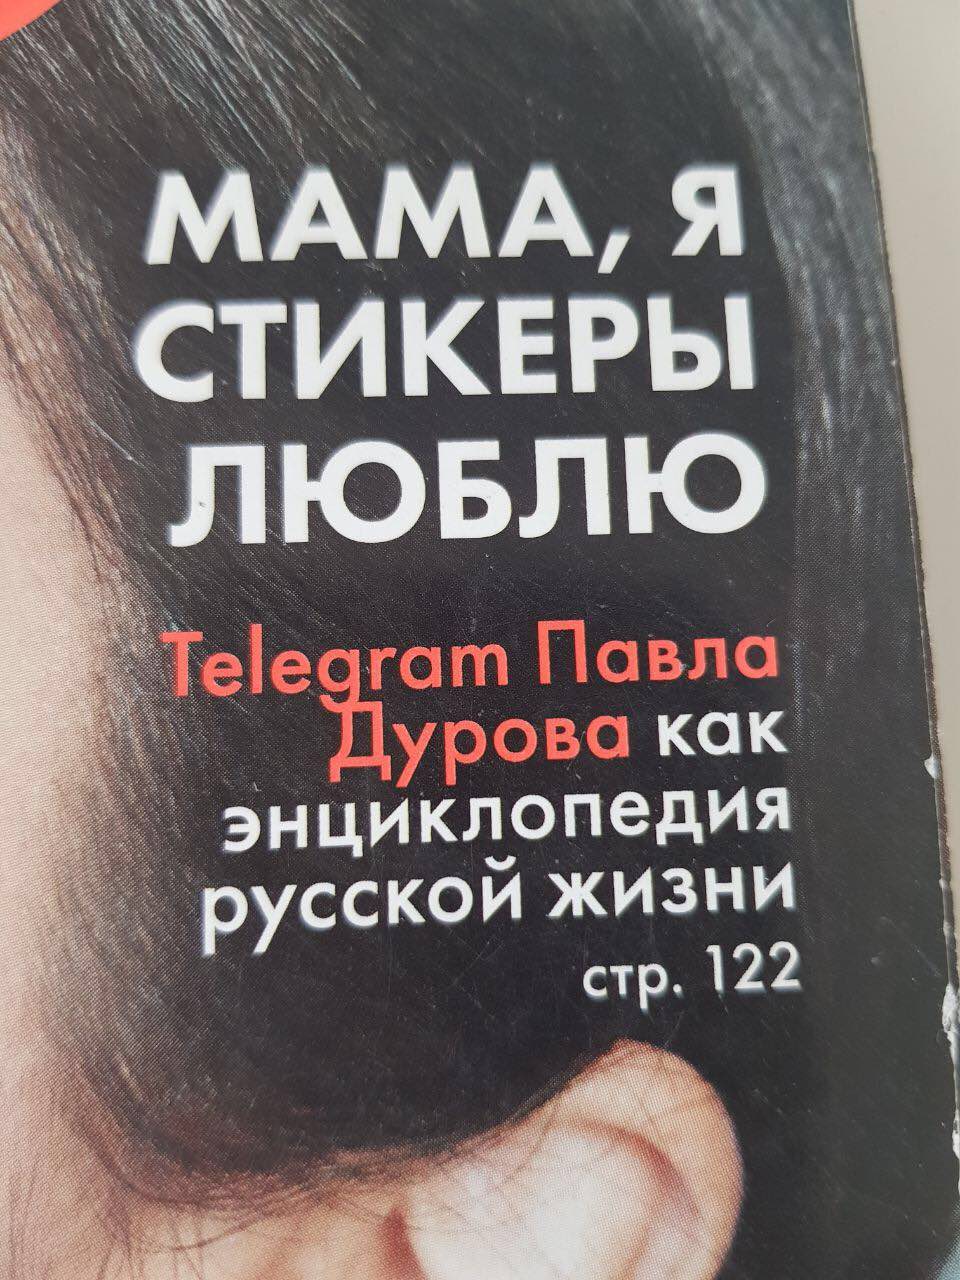 МАМА, Я
СТИКЕРЫ
ЛЮБЛЮ
Telegram Павла
Дурова как
энциклопедия
русской жизни
стр. 122